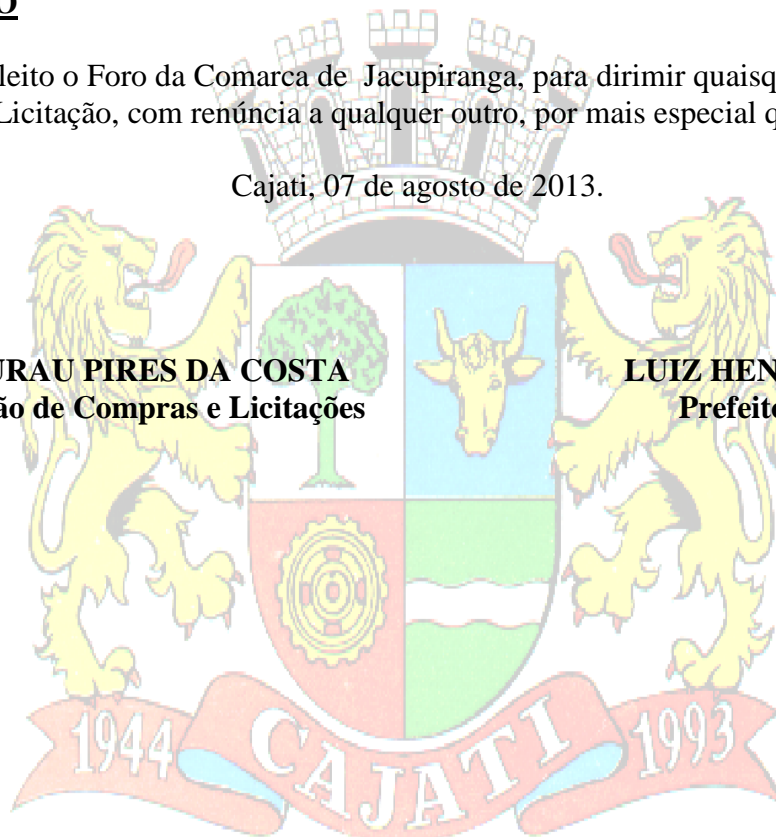 O
leito o Foro da Comarca de Jacupiranga, para dirimir quaisq
Licitação, com renúncia a qualquer outro, por mais especial q
Cajati, 07 de agosto de 2013.
URAU PIRES DA COSTA LUIZ HEN
ão de Compras e Licitações Prefeito
1944 CAJATI 1993